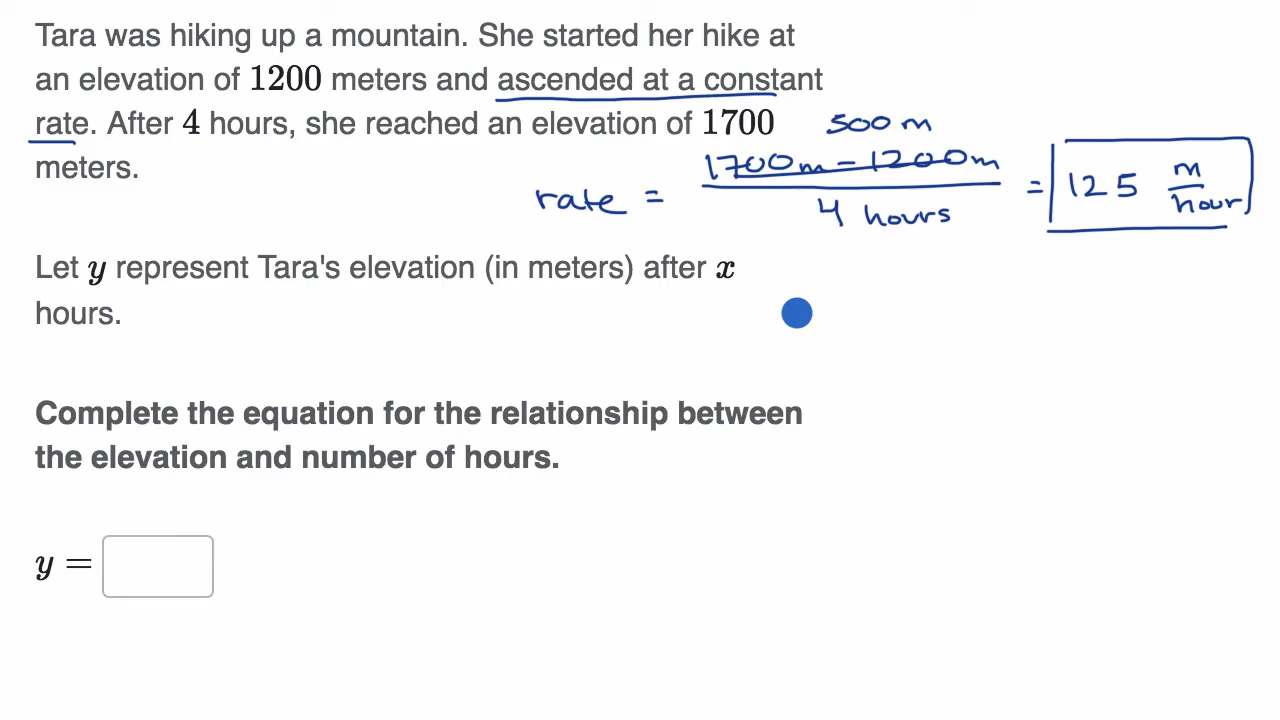 Tara was hiking up a mountain. She started her hike at
an elevation of 1200 meters and ascended at a constant
rate. After 4 hours, she reached an elevation of 1700
meters.
500 m
rate = 1700m - 1200m / 4 hours = 125 m/hour
Let y represent Tara's elevation (in meters) after x
hours.
Complete the equation for the relationship between
the elevation and number of hours.
y =